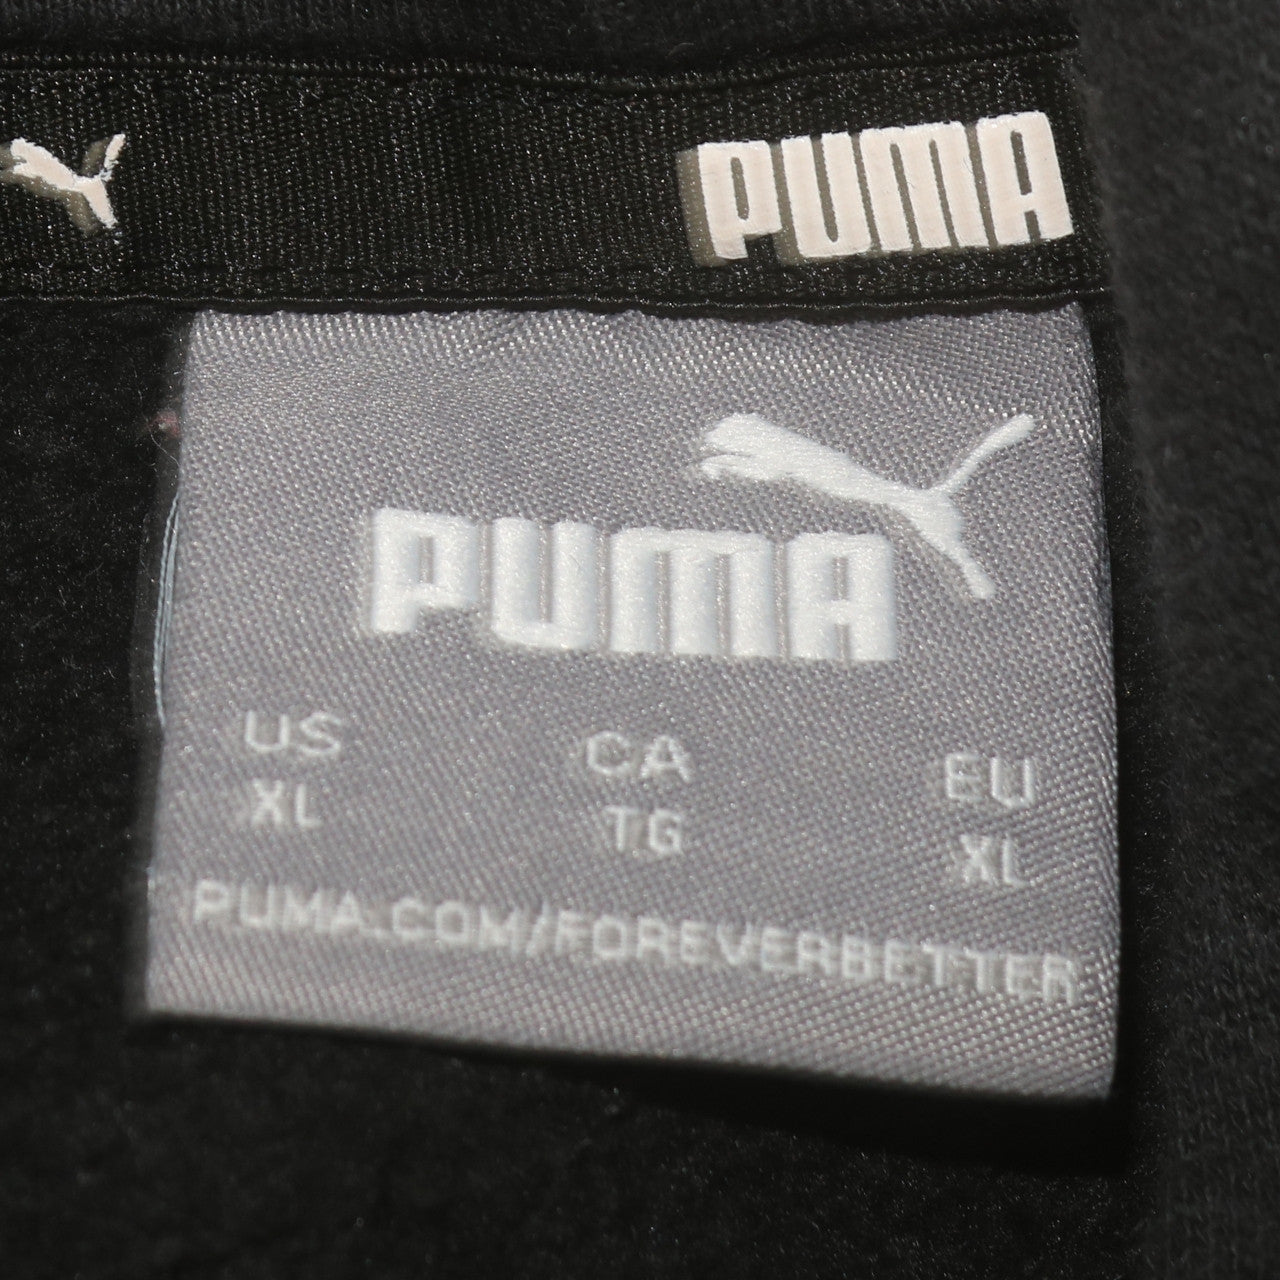 PUMA
PUMA
US CA EU
XL TG XL
PUMA.COM/FOREVERBETTER